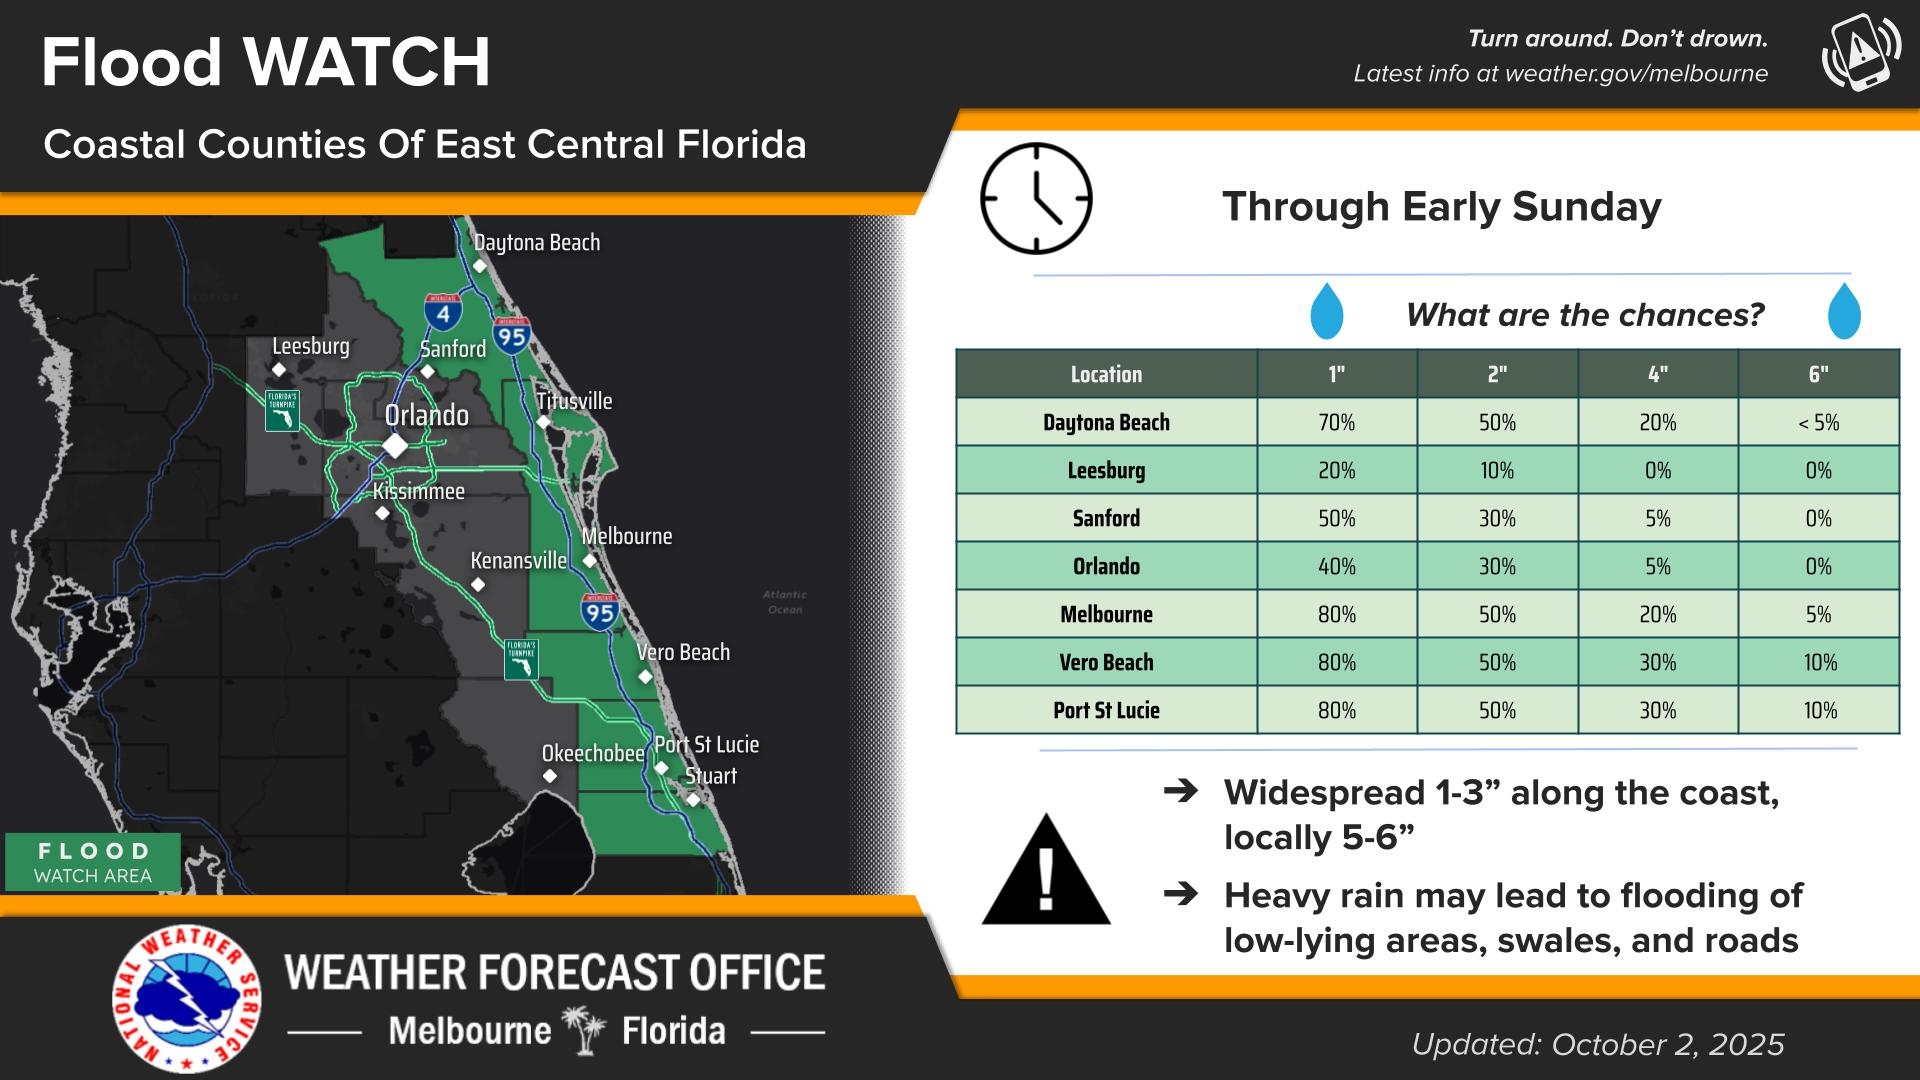 Flood WATCH
Coastal Counties Of East Central Florida
Turn around. Don't drown.
Latest info at weather.gov/melbourne
Daytona Beach
FLORIDA
INTERSTATE
4
INTERSTATE
95
Leesburg
Sanford
FLORIDA'S
TURNPIKE
Titusville
Orlando
Kissimmee
Melbourne
Kenansville
INTERSTATE
95
Atlantic
Ocean
FLORIDA'S
TURNPIKE
Vero Beach
Okeechobee
Port St Lucie
Stuart
FLOOD
WATCH AREA
Through Early Sunday
What are the chances?
Location 1" 2" 4" 6"
Daytona Beach 70% 50% 20% < 5%
Leesburg 20% 10% 0% 0%
Sanford 50% 30% 5% 0%
Orlando 40% 30% 5% 0%
Melbourne 80% 50% 20% 5%
Vero Beach 80% 50% 30% 10%
Port St Lucie 80% 50% 30% 10%
➔ Widespread 1-3” along the coast,
locally 5-6”
➔ Heavy rain may lead to flooding of
low-lying areas, swales, and roads
NATIONAL WEATHER SERVICE
WEATHER FORECAST OFFICE
Melbourne Florida
Updated: October 2, 2025